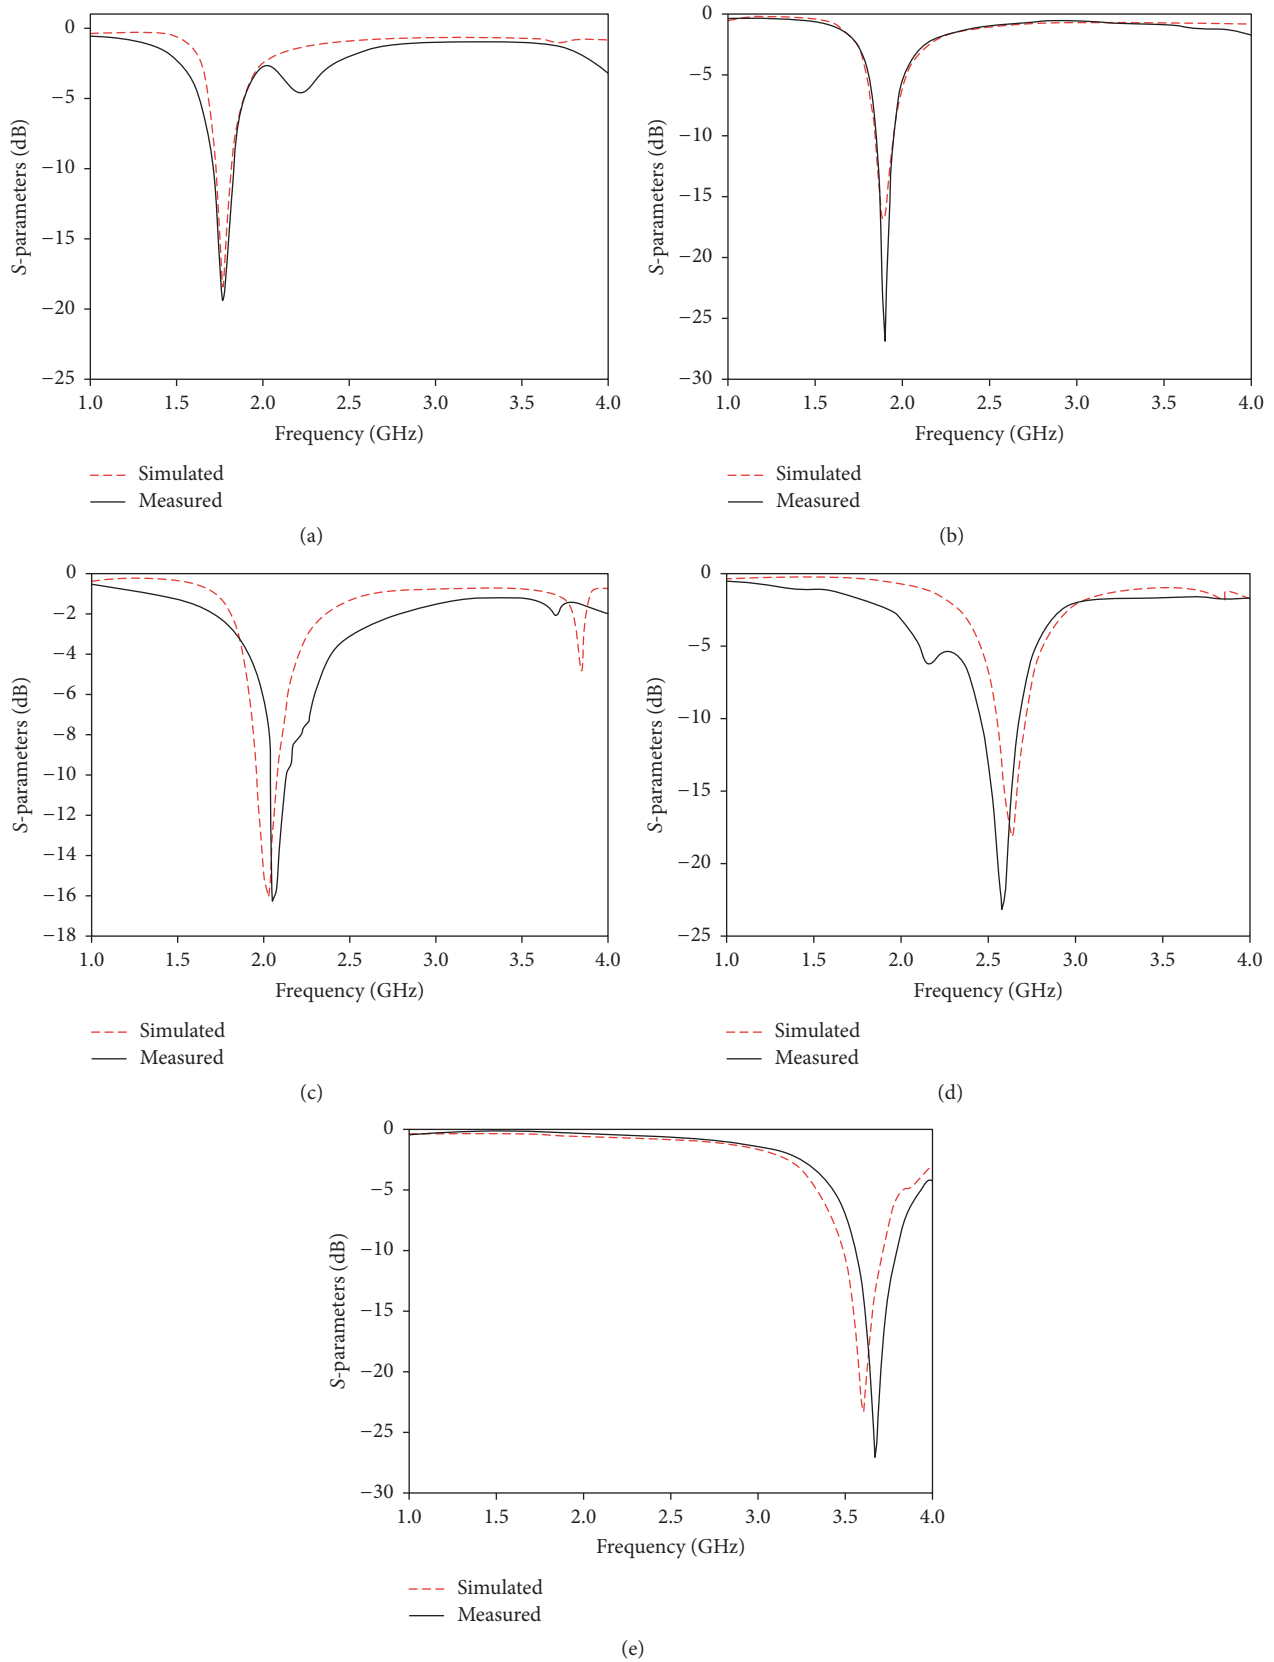 0
−5
−10
−15
−20
−25
S-parameters (dB)
1.0 1.5 2.0 2.5 3.0 3.5 4.0
Frequency (GHz)
Simulated
Measured
(a)
0
−5
−10
−15
−20
−25
−30
S-parameters (dB)
1.0 1.5 2.0 2.5 3.0 3.5 4.0
Frequency (GHz)
Simulated
Measured
(b)
0
−2
−4
−6
−8
−10
−12
−14
−16
−18
S-parameters (dB)
1.0 1.5 2.0 2.5 3.0 3.5 4.0
Frequency (GHz)
Simulated
Measured
(c)
0
−5
−10
−15
−20
−25
S-parameters (dB)
1.0 1.5 2.0 2.5 3.0 3.5 4.0
Frequency (GHz)
Simulated
Measured
(d)
0
−5
−10
−15
−20
−25
−30
S-parameters (dB)
1.0 1.5 2.0 2.5 3.0 3.5 4.0
Frequency (GHz)
Simulated
Measured
(e)